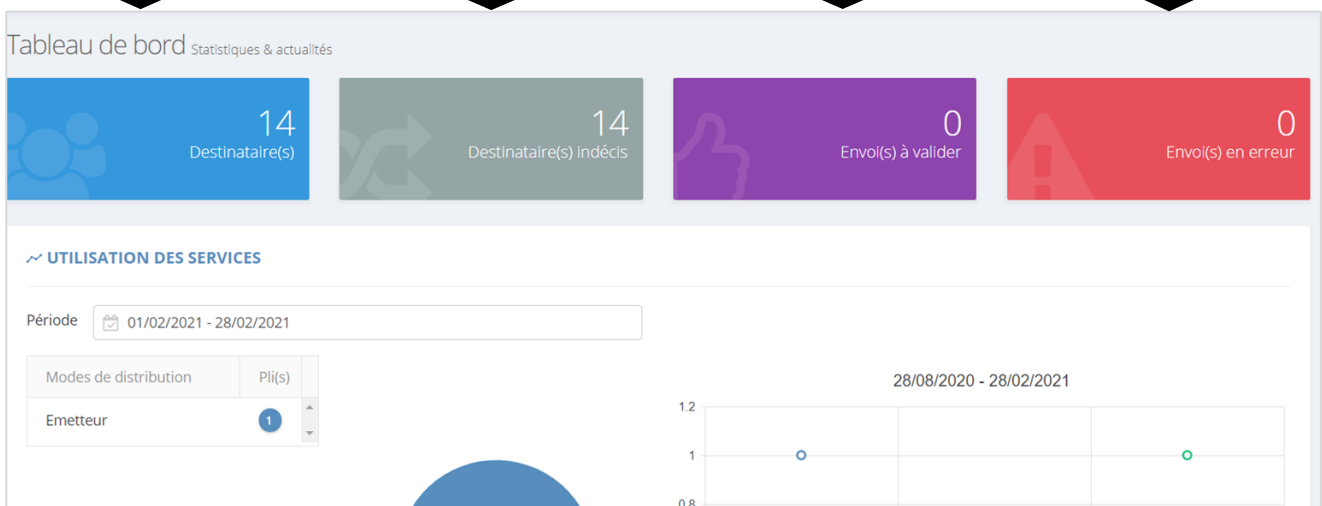 Tableau de bord Statistiques & actualités
14
Destinataire(s)
14
Destinataire(s) indécis
0
Envoi(s) à valider
0
Envoi(s) en erreur
UTILISATION DES SERVICES
Période 01/02/2021 - 28/02/2021
Modes de distribution Pli(s)
Emetteur 1
28/08/2020 - 28/02/2021
1.2
1
0.8